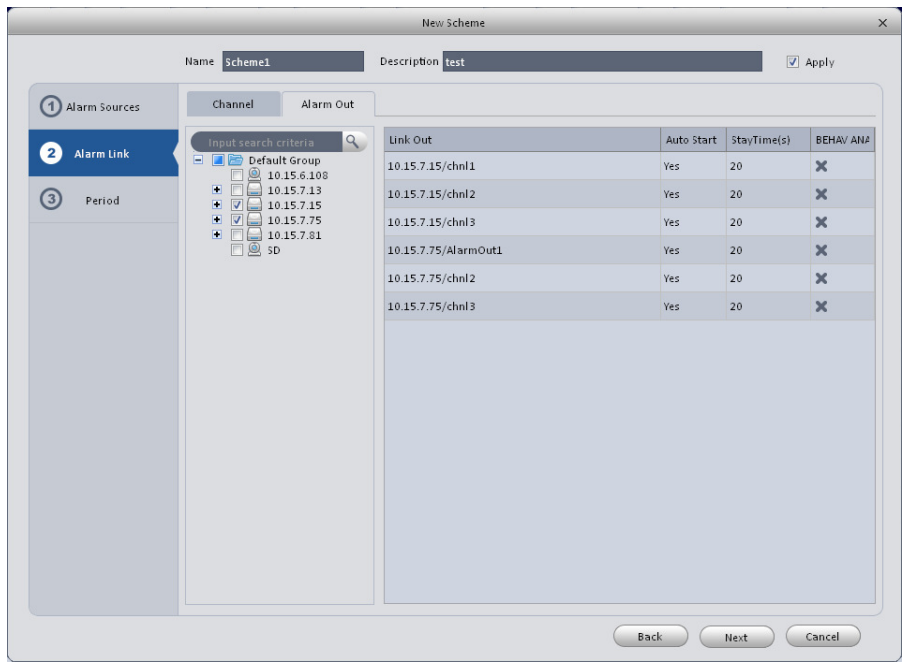 New Scheme
Name Scheme1 Description test Apply
1 Alarm Sources
2 Alarm Link
3 Period
Channel Alarm Out
Input search criteria
Default Group
10.15.6.108
10.15.7.13
10.15.7.15
10.15.7.75
10.15.7.81
SD
Link Out Auto Start StayTime(s) BEHAV ANA
10.15.7.15/chnl1 Yes 20
10.15.7.15/chnl2 Yes 20
10.15.7.15/chnl3 Yes 20
10.15.7.75/AlarmOut1 Yes 20
10.15.7.75/chnl2 Yes 20
10.15.7.75/chnl3 Yes 20
Back Next Cancel